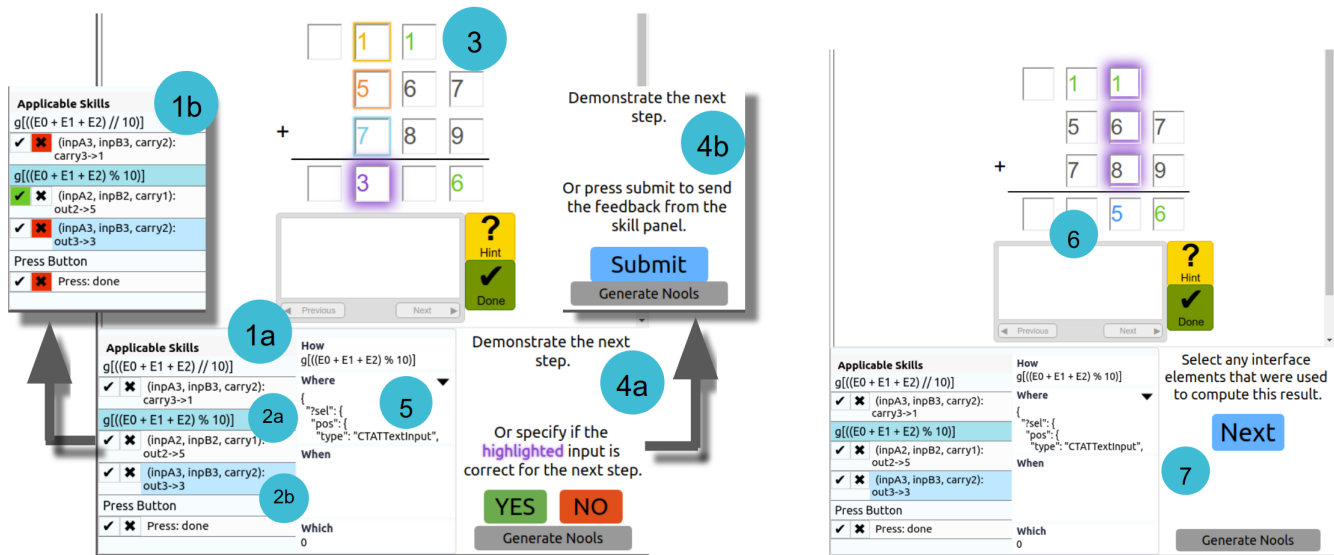 1 1 3
1b
Applicable Skills
g[((E0 + E1 + E2) // 10)]
✔ ✖ (inpA3, inpB3, carry2):
carry3->1
g[((E0 + E1 + E2) % 10)]
✔ ✖ (inpA2, inpB2, carry1):
out2->5
✔ ✖ (inpA3, inpB3, carry2):
out3->3
Press Button
✔ ✖ Press: done
5 6 7
+ 7 8 9
3 6
?
Hint
✔
Done
Previous Next
Demonstrate the next
step.
4b
Or press submit to send
the feedback from the
skill panel.
Submit
Generate Nools
1a
Applicable Skills
g[((E0 + E1 + E2) // 10)]
✔ ✖ (inpA3, inpB3, carry2):
carry3->1
g[((E0 + E1 + E2) % 10)]
2a
✔ ✖ (inpA2, inpB2, carry1):
out2->5
✔ ✖ (inpA3, inpB3, carry2):
out3->3
2b
Press Button
✔ ✖ Press: done
How
g[((E0 + E1 + E2) % 10)]
Where
{
"?sel": {
"pos": {
"type": "CTATTextInput",
5
When
Which
0
Demonstrate the next
step.
4a
Or specify if the
highlighted input is
correct for the next step.
YES NO
Generate Nools
1 1
5 6 7
+ 7 8 9
5 6
6
?
Hint
✔
Done
Previous Next
Applicable Skills
g[((E0 + E1 + E2) // 10)]
✔ ✖ (inpA3, inpB3, carry2):
carry3->1
g[((E0 + E1 + E2) % 10)]
✔ ✖ (inpA2, inpB2, carry1):
out2->5
✔ ✖ (inpA3, inpB3, carry2):
out3->3
Press Button
✔ ✖ Press: done
How
g[((E0 + E1 + E2) % 10)]
Where
{
"?sel": {
"pos": {
"type": "CTATTextInput",
When
Which
0
Select any interface
elements that were used
to compute this result.
Next
7
Generate Nools